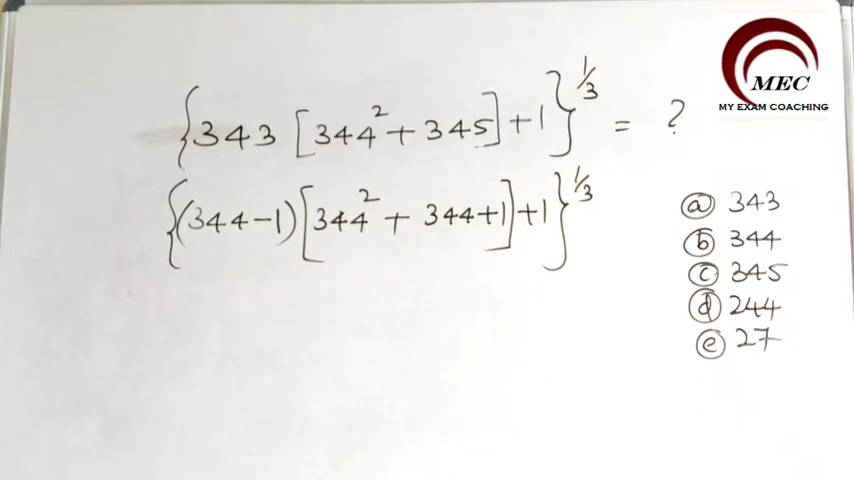 MEC
MY EXAM COACHING
{343 [344² + 345] + 1}^1/3 = ?
{(344-1)[344² + 344+1]+1}^1/3
ⓐ 343
ⓑ 344
ⓒ 345
ⓓ 244
ⓔ 27